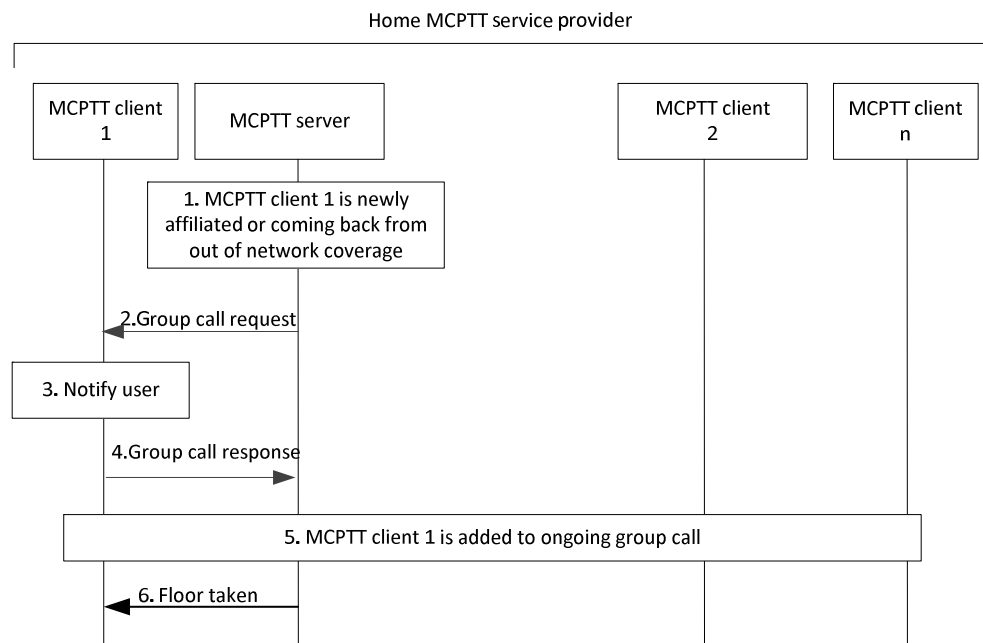 Home MCPTT service provider
MCPTT client
1
MCPTT server
MCPTT client
2
MCPTT client
n
1. MCPTT client 1 is newly
affiliated or coming back from
out of network coverage
2.Group call request
3. Notify user
4.Group call response
5. MCPTT client 1 is added to ongoing group call
6. Floor taken